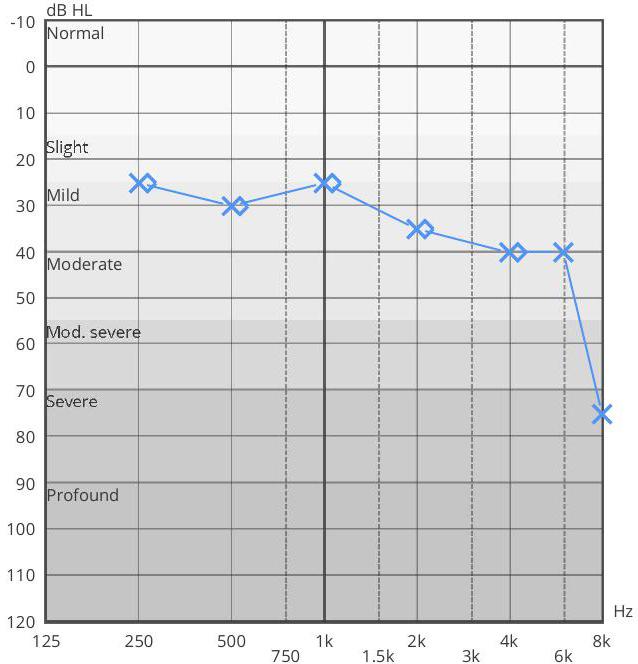 dB HL
-10
Normal
0
10
Slight
20
Mild
30
40
Moderate
50
Mod. severe
60
70
Severe
80
90
Profound
100
110
120
Hz
125 250 500 1k 2k 4k 8k
750 1.5k 3k 6k